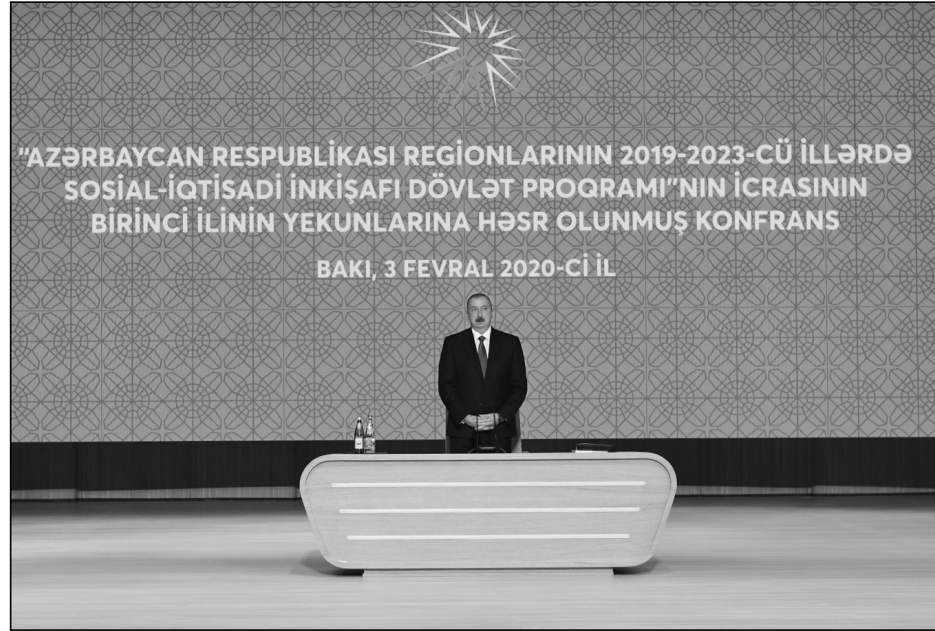 “AZƏRBAYCAN RESPUBLİKASI REGİONLARININ 2019-2023-CÜ İLLƏRDƏ
SOSİAL-İQTİSADİ İNKİŞAFI DÖVLƏT PROQRAMI”NIN İCRASININ
BİRİNCİ İLİNİN YEKUNLARINA HƏSR OLUNMUŞ KONFRANS
BAKI, 3 FEVRAL 2020-Cİ İL